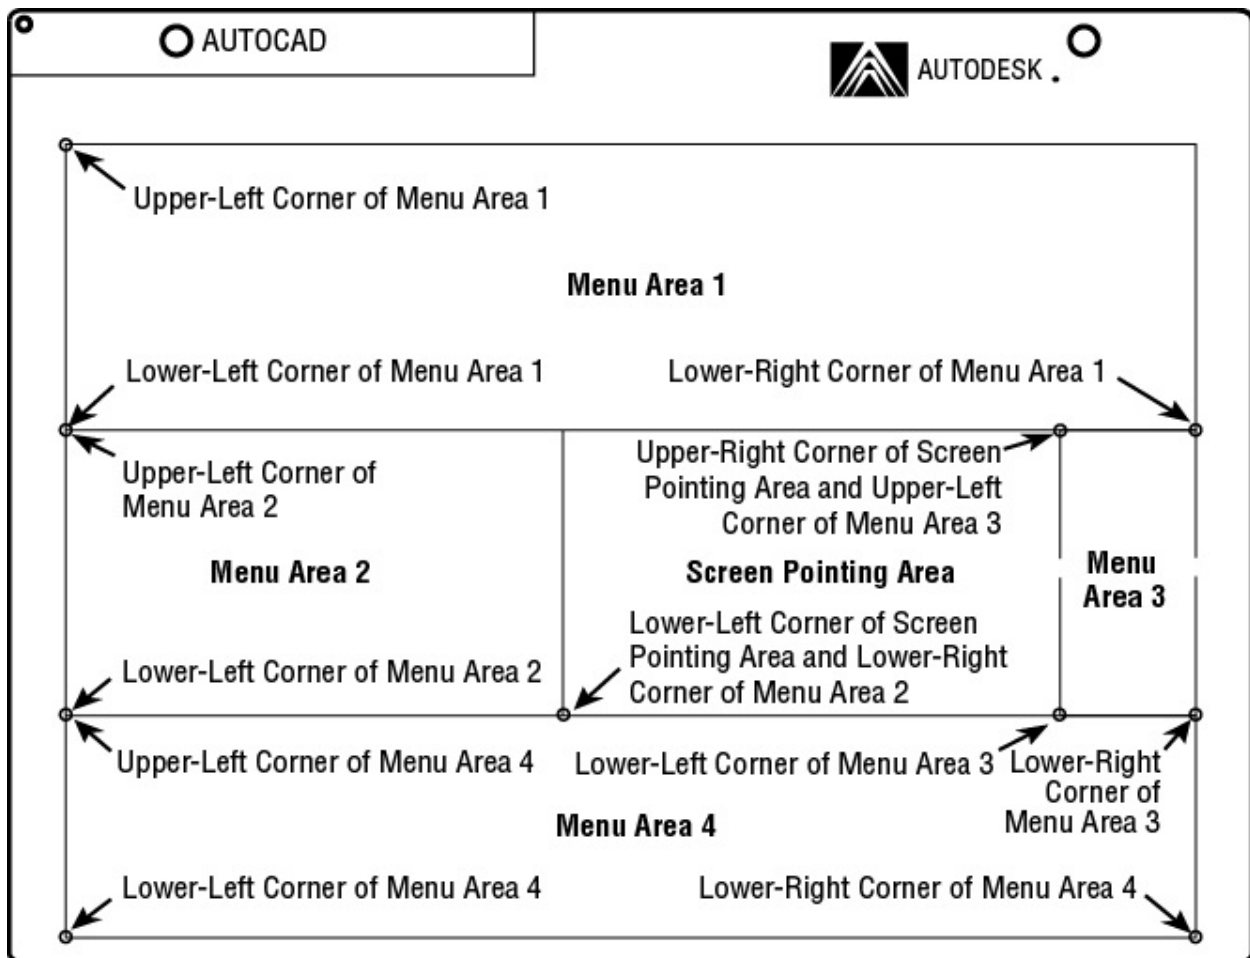 AUTOCAD
AUTODESK.
Upper-Left Corner of Menu Area 1
Menu Area 1
Lower-Left Corner of Menu Area 1
Lower-Right Corner of Menu Area 1
Upper-Left Corner of
Menu Area 2
Upper-Right Corner of Screen
Pointing Area and Upper-Left
Corner of Menu Area 3
Menu Area 2
Screen Pointing Area
Menu
Area 3
Lower-Left Corner of Menu Area 2
Lower-Left Corner of Screen
Pointing Area and Lower-Right
Corner of Menu Area 2
Upper-Left Corner of Menu Area 4
Lower-Left Corner of Menu Area 3
Lower-Right
Corner of
Menu Area 3
Menu Area 4
Lower-Left Corner of Menu Area 4
Lower-Right Corner of Menu Area 4